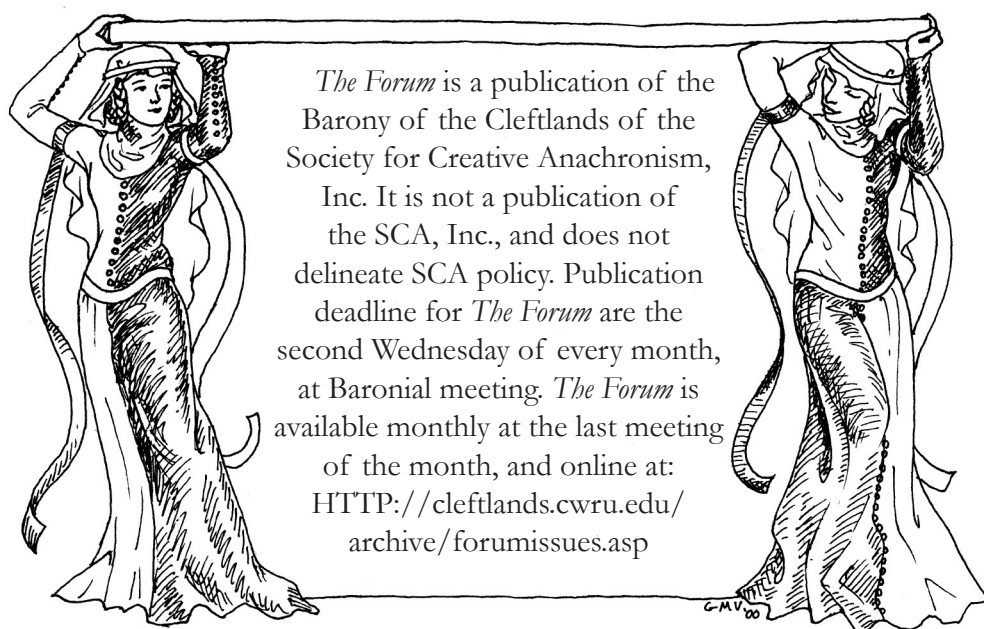 The Forum is a publication of the
Barony of the Cleftlands of the
Society for Creative Anachronism,
Inc. It is not a publication of
the SCA, Inc., and does not
delineate SCA policy. Publication
deadline for The Forum are the
second Wednesday of every month,
at Baronial meeting. The Forum is
available monthly at the last meeting
of the month, and online at:
HTTP://cleftlands.cwru.edu/
archive/forumissues.asp
GMV.'00